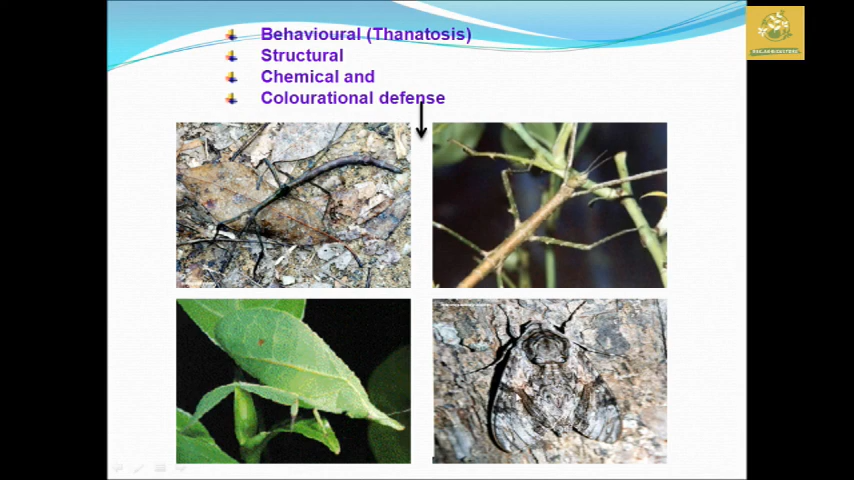 Behavioural (Thanatosis)
Structural
Chemical and
Colourational defense